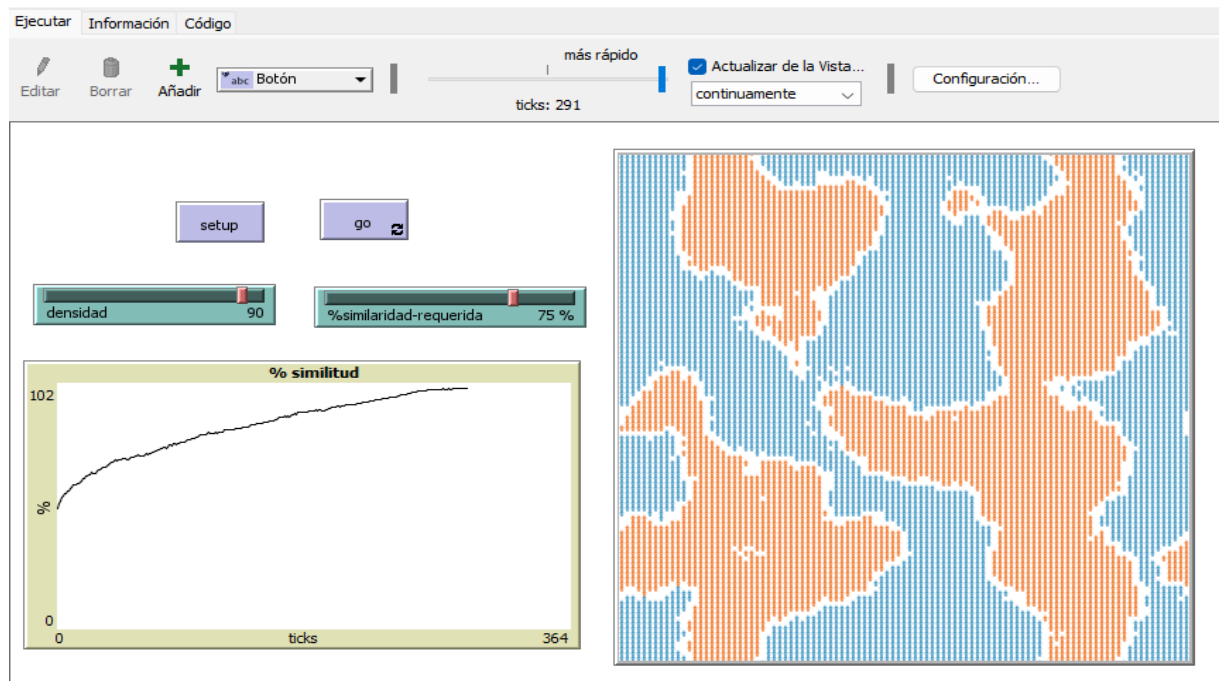 Ejecutar Información Código
más rápido
Editar Borrar Añadir abc Botón
ticks: 291
Actualizar de la Vista...
continuamente
Configuración...
setup go
densidad 90
%similaridad-requerida 75 %
% similitud
102
%
0
0 ticks 364